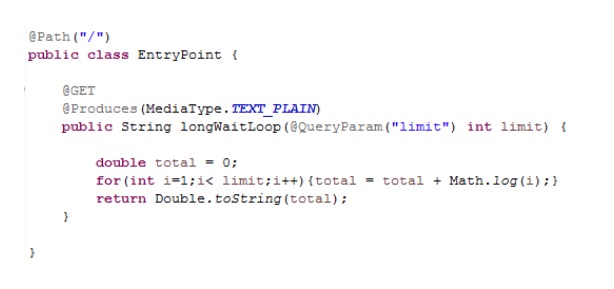 @Path("/")
public class EntryPoint {
@GET
@Produces(MediaType.TEXT_PLAIN)
public String longWaitLoop(@QueryParam("limit") int limit) {
double total = 0;
for(int i=1;i< limit;i++){total = total + Math.log(i);}
return Double.toString(total);
}
}